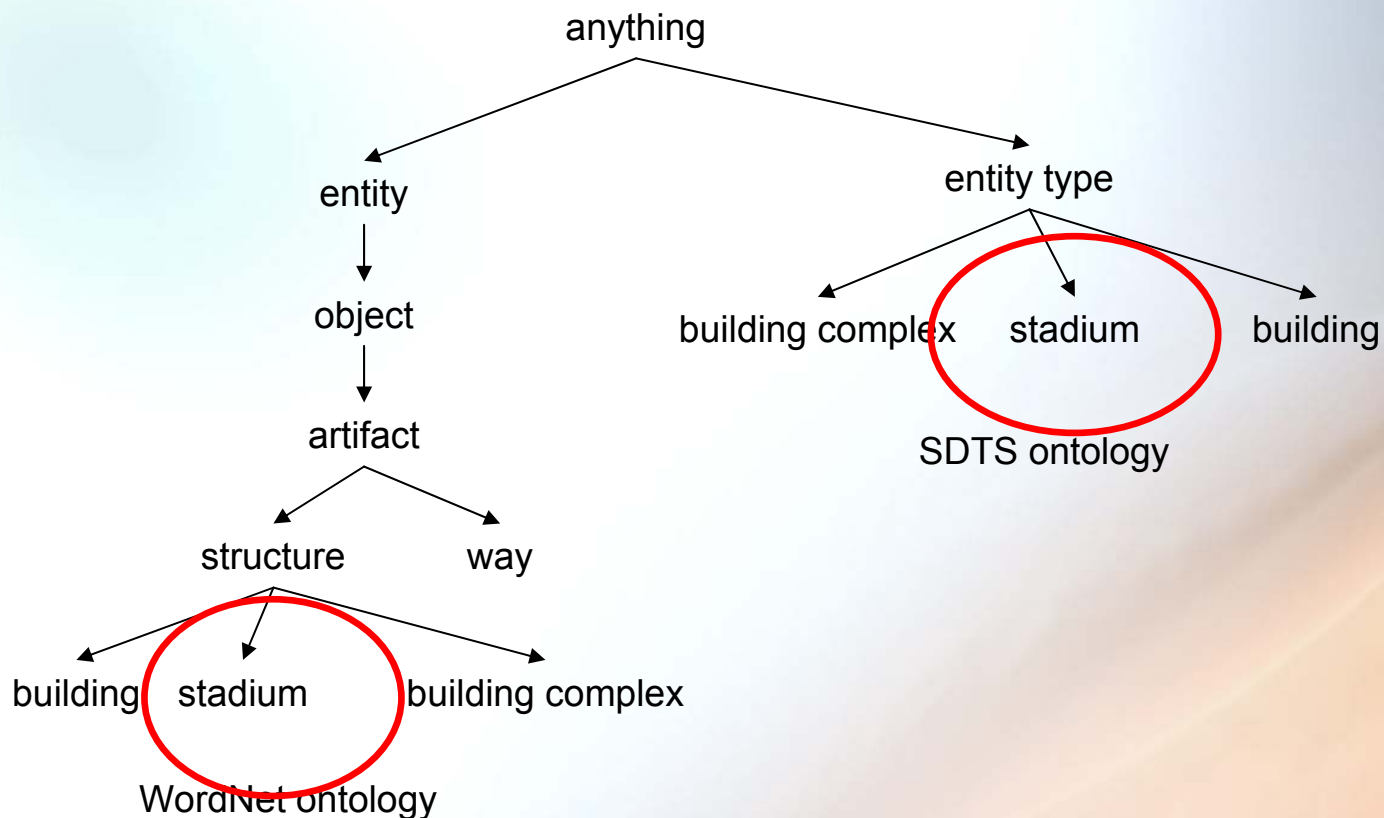 anything
entity
entity type
object
building complex
stadium
building
artifact
SDTS ontology
structure
way
building
stadium
building complex
WordNet ontology